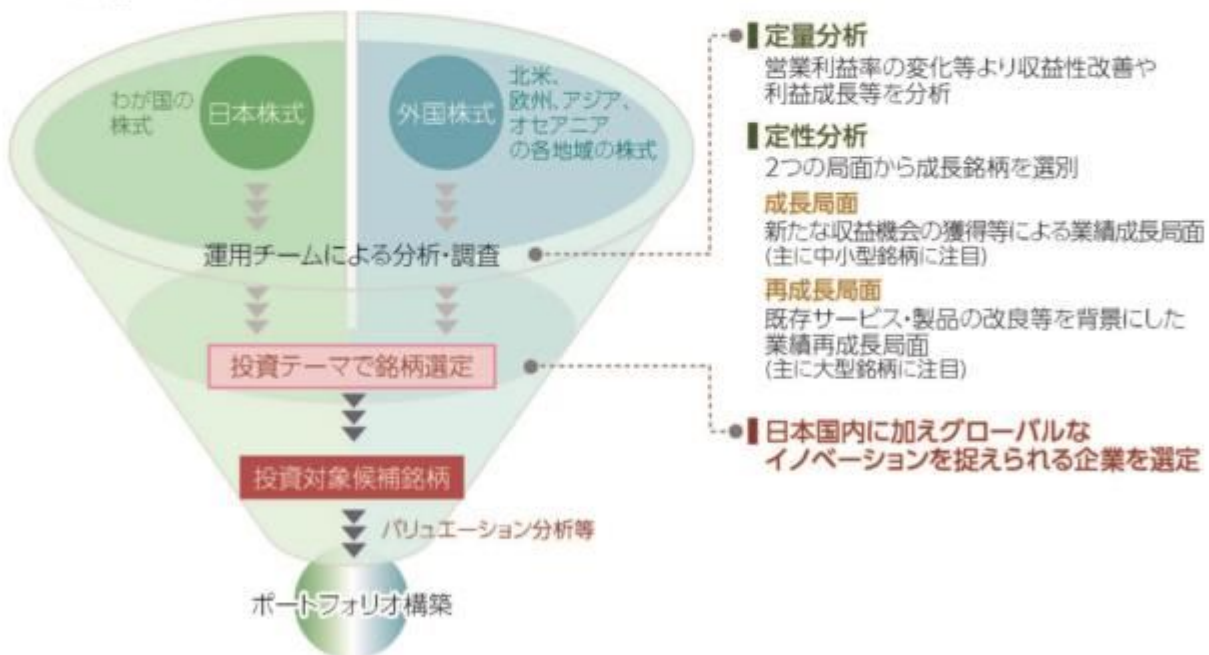 わが国の
株式
日本株式
外国株式
北米、
欧州、アジア、
オセアニア
の各地域の株式
運用チームによる分析・調査
投資テーマで銘柄選定
投資対象候補銘柄
バリュエーション分析等
ポートフォリオ構築
定量分析
営業利益率の変化等より収益性改善や
利益成長等を分析
定性分析
2つの局面から成長銘柄を選別
成長局面
新たな収益機会の獲得等による業績成長局面
(主に中小型銘柄に注目)
再成長局面
既存サービス・製品の改良等を背景にした
業績再成長局面
(主に大型銘柄に注目)
日本国内に加えグローバルな
イノベーションを捉えられる企業を選定